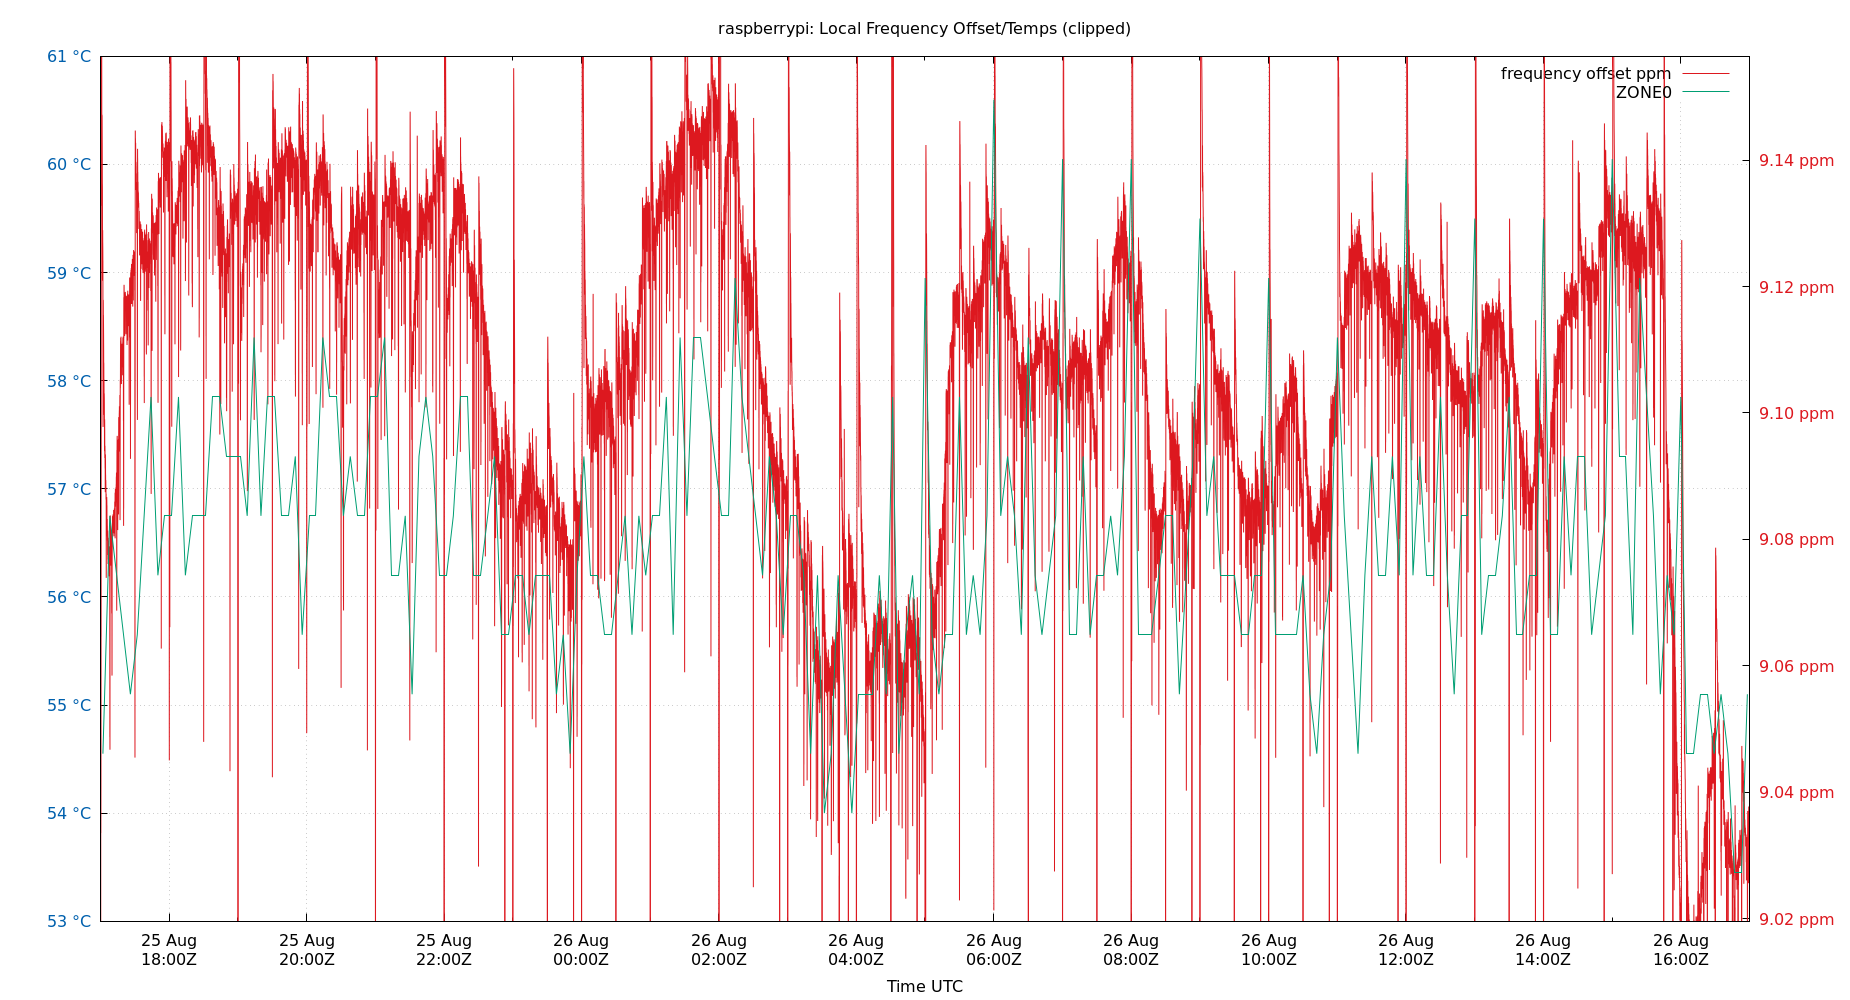 raspberrypi: Local Frequency Offset/Temps (clipped)
61 °C
60 °C
59 °C
58 °C
57 °C
56 °C
55 °C
54 °C
53 °C
frequency offset ppm
ZONE0
9.14 ppm
9.12 ppm
9.10 ppm
9.08 ppm
9.06 ppm
9.04 ppm
9.02 ppm
25 Aug
18:00Z
25 Aug
20:00Z
25 Aug
22:00Z
26 Aug
00:00Z
26 Aug
02:00Z
26 Aug
04:00Z
26 Aug
06:00Z
26 Aug
08:00Z
26 Aug
10:00Z
26 Aug
12:00Z
26 Aug
14:00Z
26 Aug
16:00Z
Time UTC